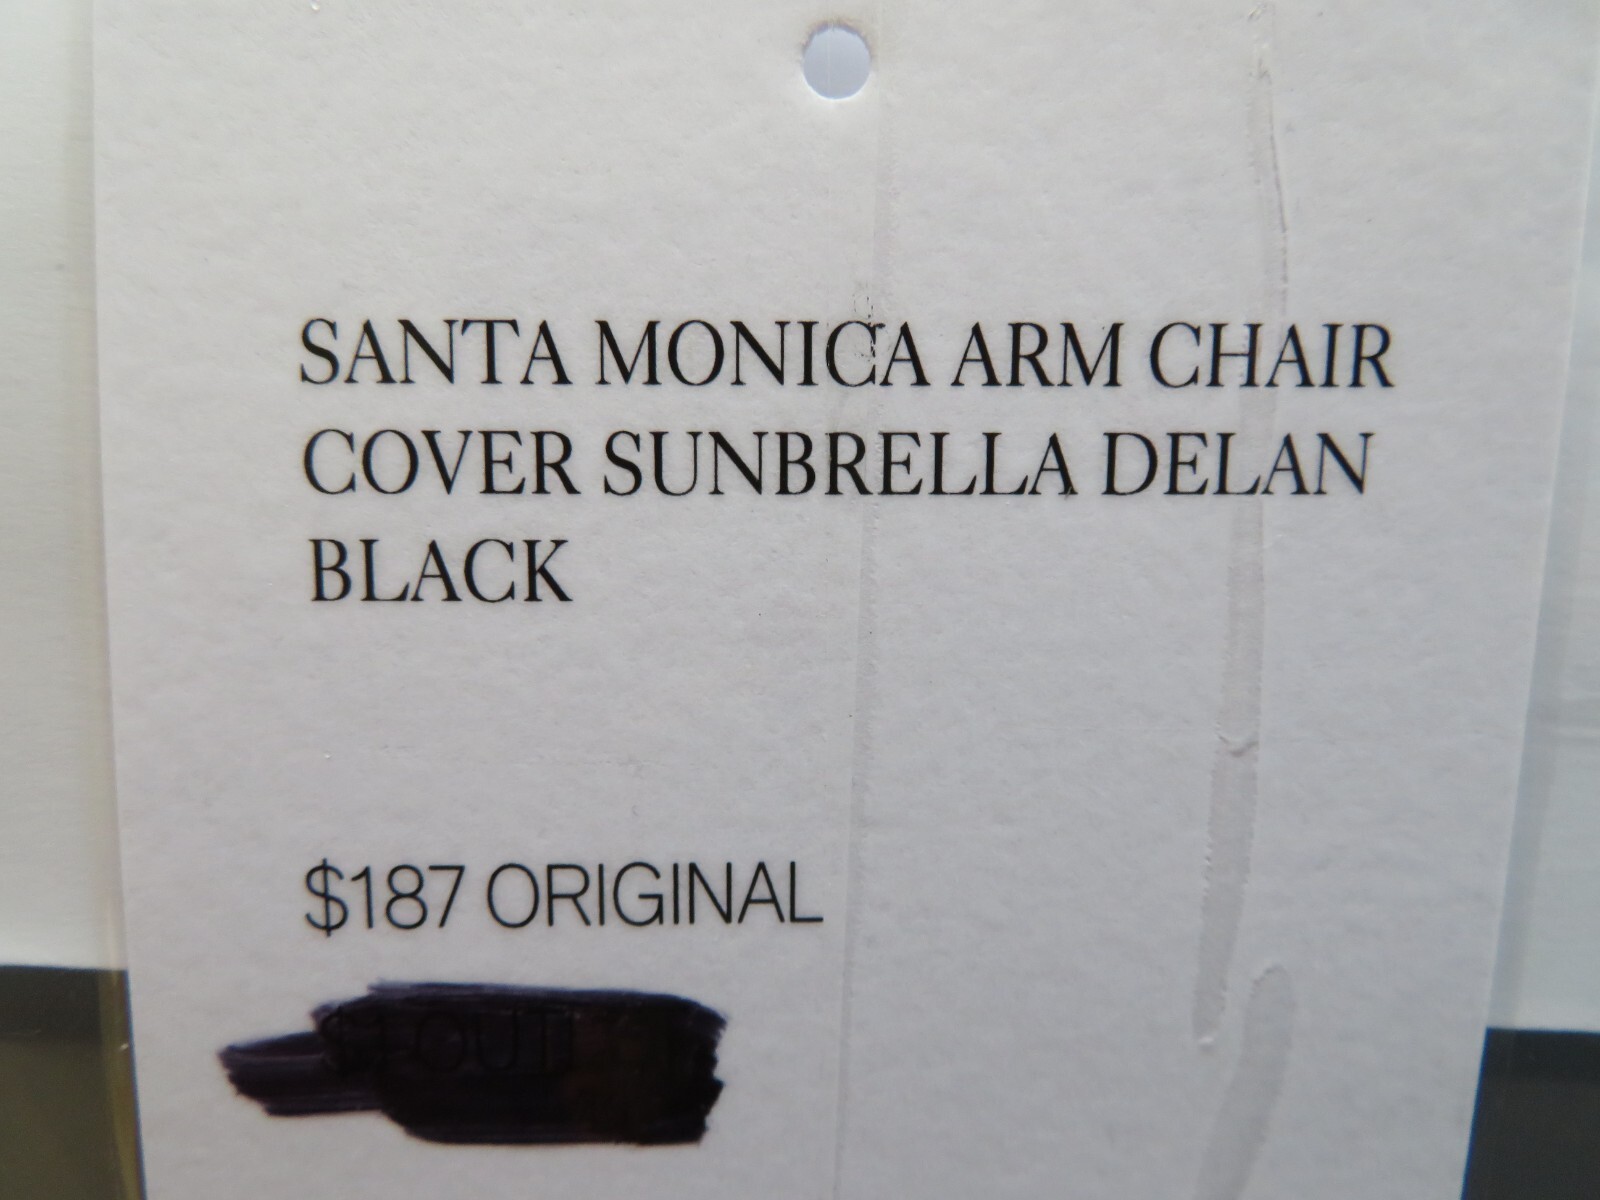 SANTA MONICA ARM CHAIR
COVER SUNBRELLA DELAN
BLACK
$187 ORIGINAL